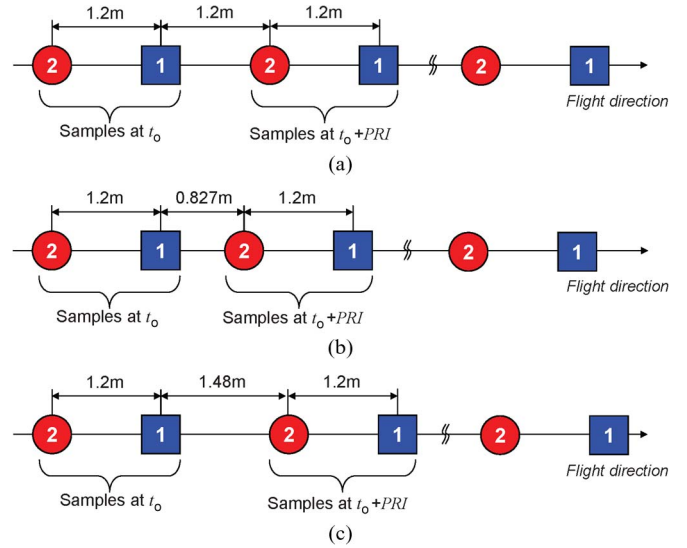 1.2m 1.2m 1.2m
2 1 2 1 2 1
Flight direction
Samples at to Samples at to+PRI
(a)
1.2m 0.827m 1.2m
2 1 2 1 2 1
Flight direction
Samples at to Samples at to+PRI
(b)
1.2m 1.48m 1.2m
2 1 2 1 2 1
Flight direction
Samples at to Samples at to+PRI
(c)